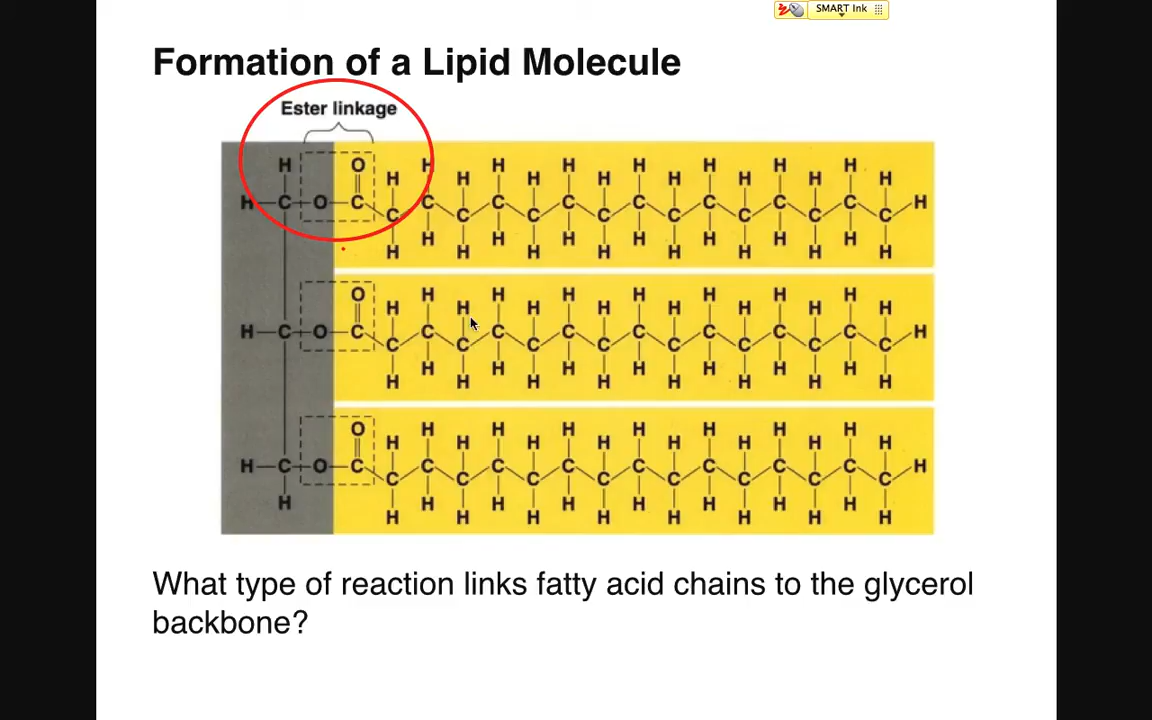 SMART Ink
Formation of a Lipid Molecule
Ester linkage
H O H H H H H H H
H H H H H H H H
H C O C C C C C C C C C C C C C C C C H
H H H H H H H
H H H H H H H H
O H H H H H H H
H H H H H H H H
H C O C C C C C C C C C C C C C C C C H
H H H H H H H
H H H H H H H H
O H H H H H H H
H H H H H H H H
H C O C C C C C C C C C C C C C C C C H
H H H H H H H H
H H H H H H H H
What type of reaction links fatty acid chains to the glycerol
backbone?